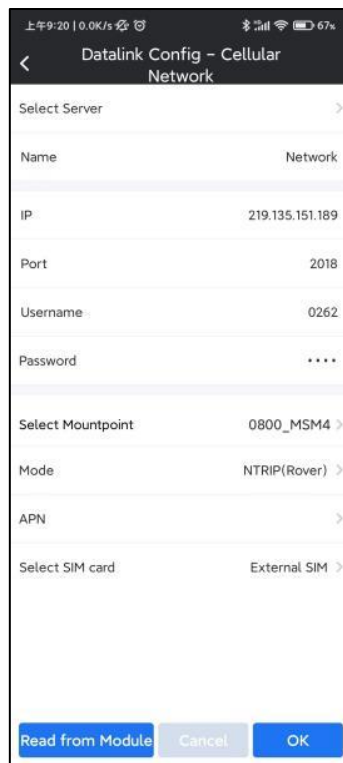 上午9:20 | 0.0K/s 67%
Datalink Config – Cellular
Network
Select Server
Name Network
IP 219.135.151.189
Port 2018
Username 0262
Password ····
Select Mountpoint 0800_MSM4
Mode NTRIP(Rover)
APN
Select SIM card External SIM
Read from Module Cancel OK